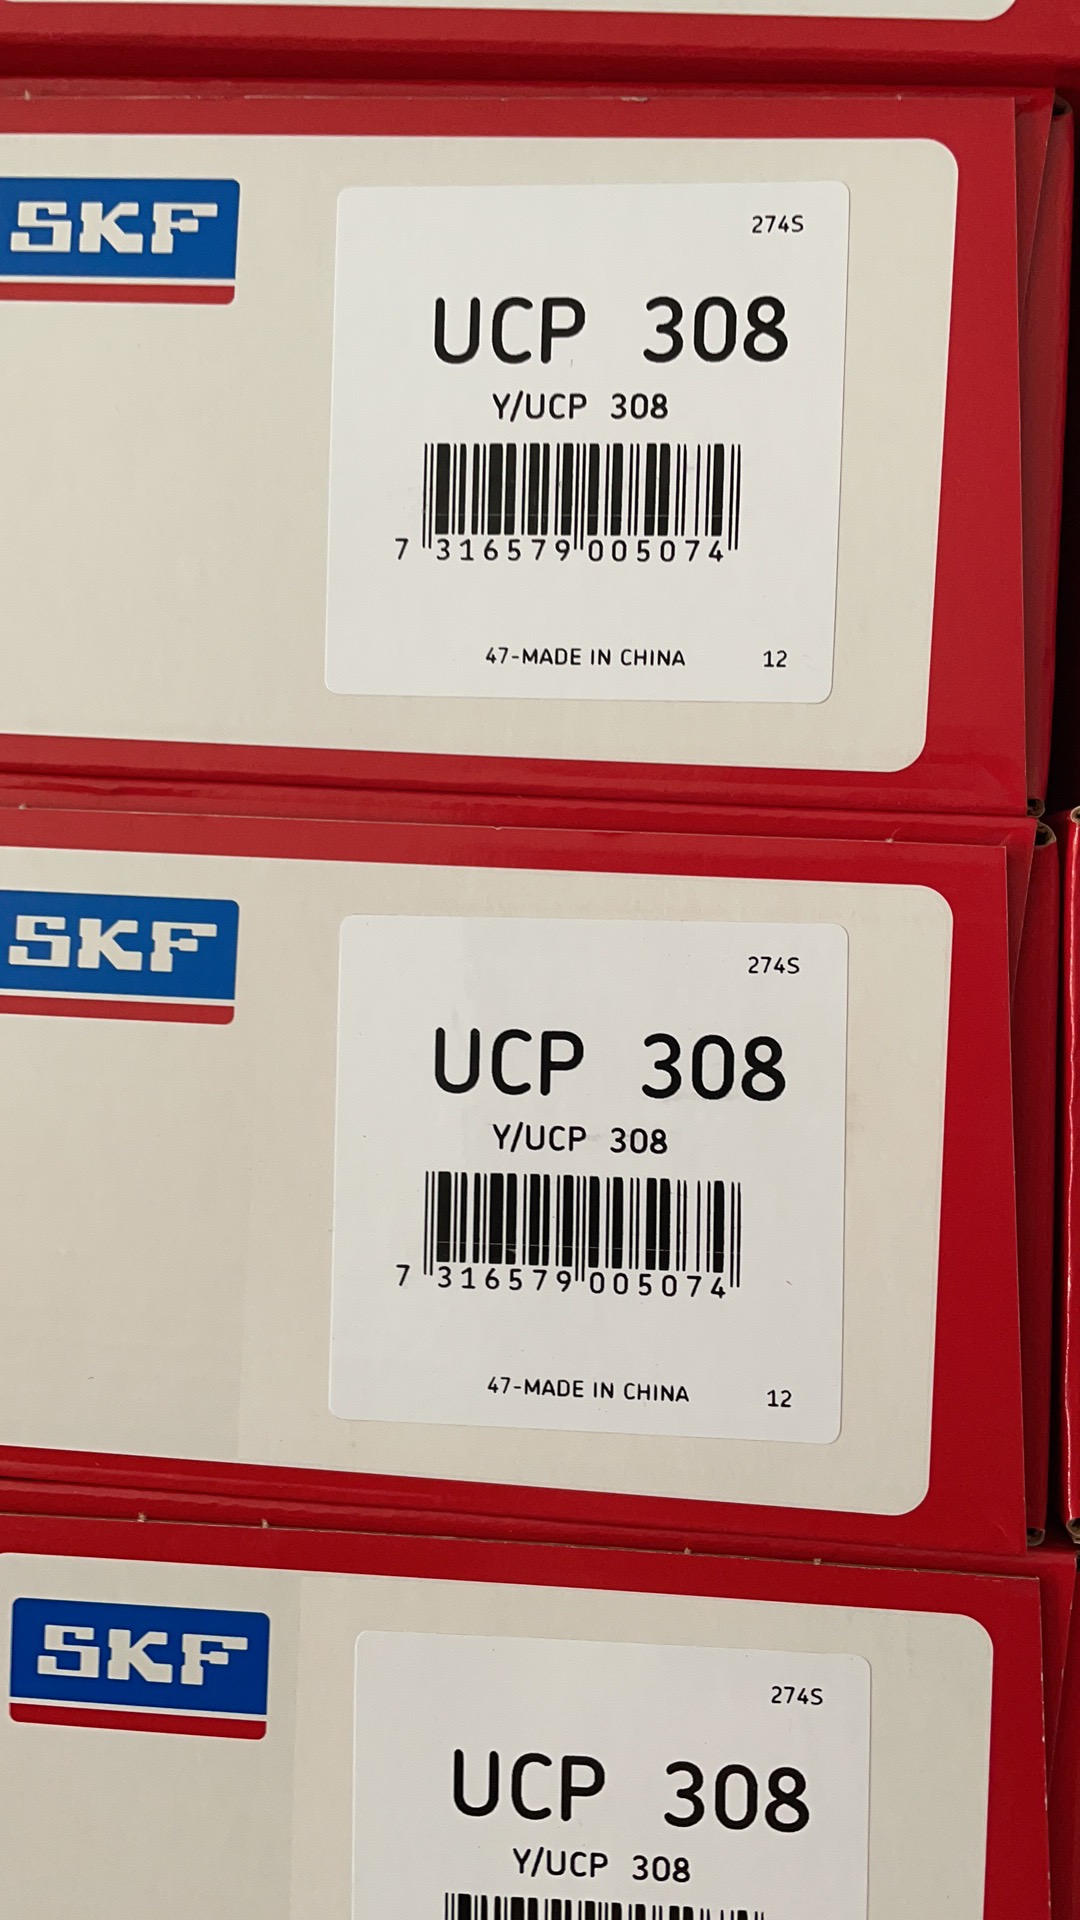 SKF
274S
UCP 308
Y/UCP 308
7 316579 005074
47-MADE IN CHINA 12
SKF
274S
UCP 308
Y/UCP 308
7 316579 005074
47-MADE IN CHINA 12
SKF
274S
UCP 308
Y/UCP 308